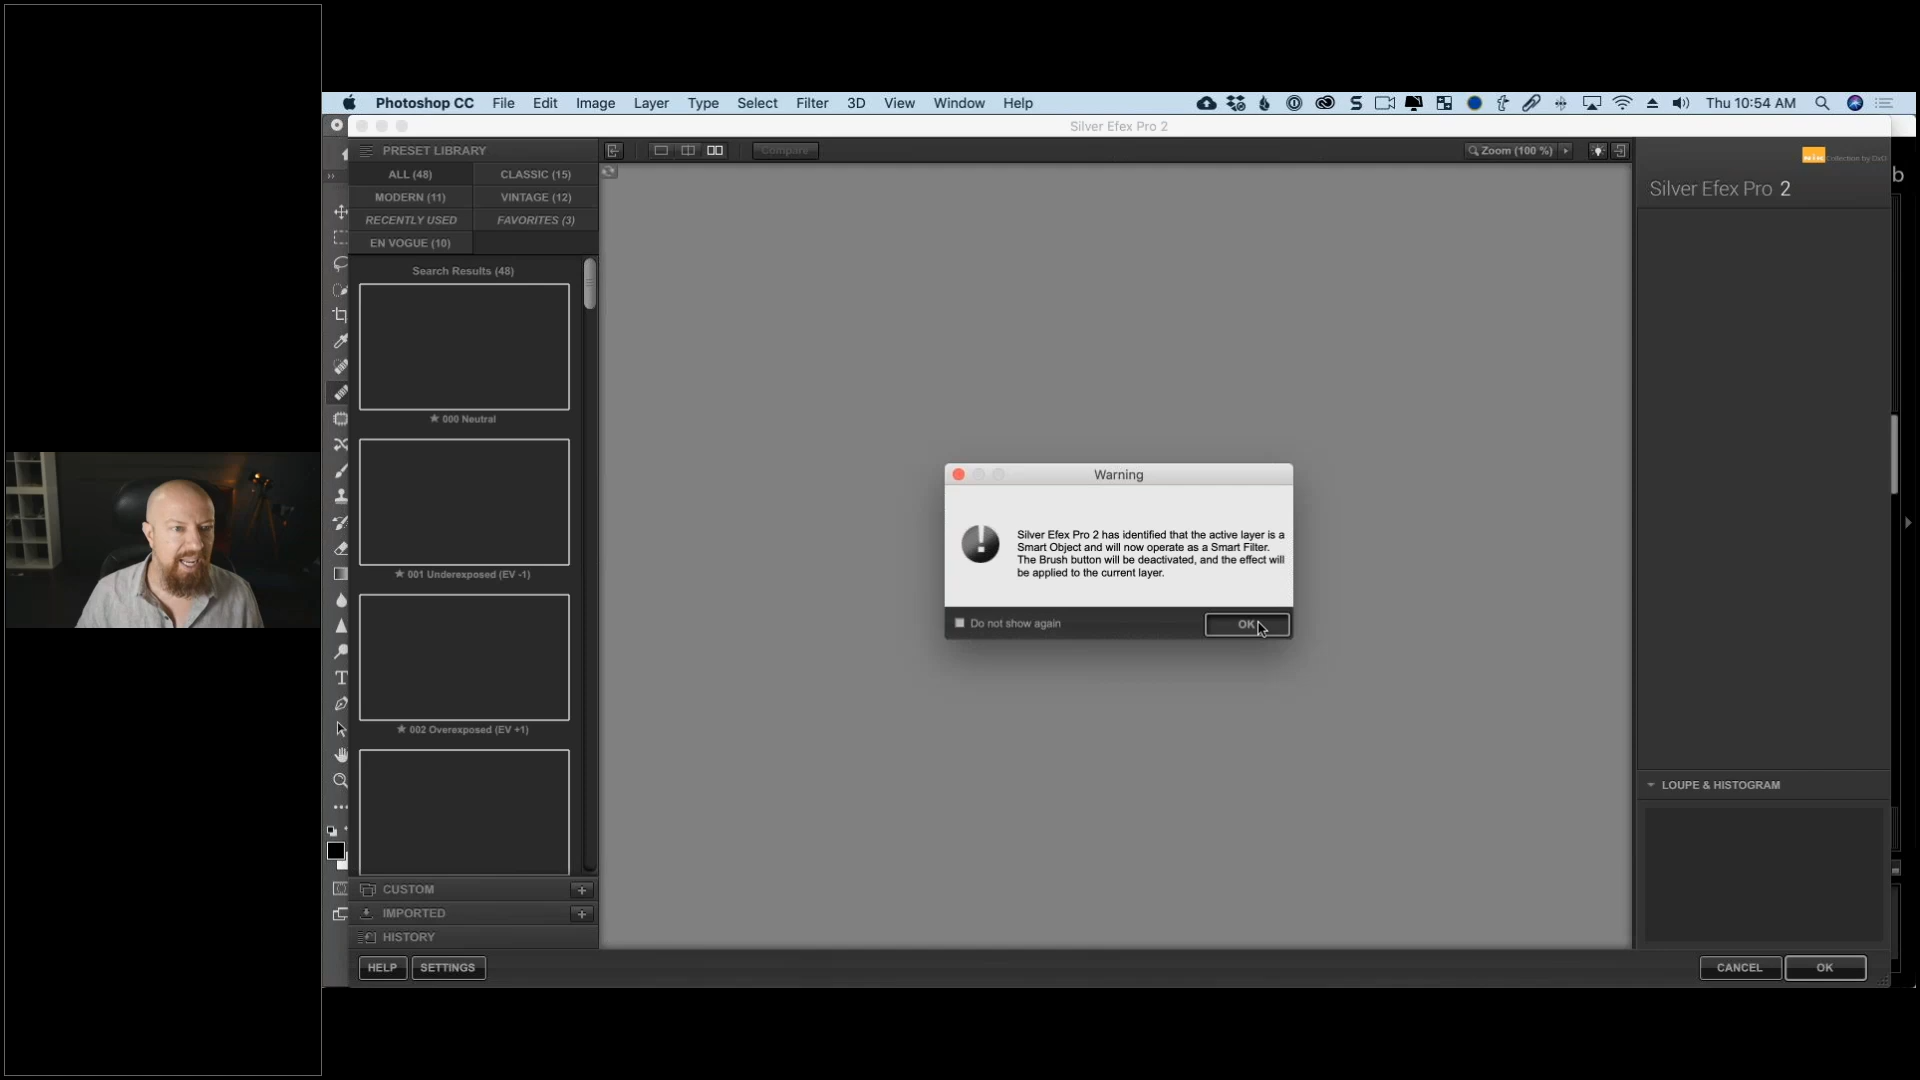 Photoshop CC File Edit Image Layer Type Select Filter 3D View Window Help Thu 10:54 AM
Silver Efex Pro 2
PRESET LIBRARY
Compare
Zoom (100 %)
ALL (48) CLASSIC (15)
MODERN (11) VINTAGE (12)
RECENTLY USED FAVORITES (3)
EN VOGUE (10)
Search Results (48)
000 Neutral
001 Underexposed (EV -1)
002 Overexposed (EV +1)
CUSTOM
IMPORTED
HISTORY
HELP SETTINGS
Warning
Silver Efex Pro 2 has identified that the active layer is a
Smart Object and will now operate as a Smart Filter.
The Brush button will be deactivated, and the effect will
be applied to the current layer.
Do not show again
OK
nik Collection by DxO
Silver Efex Pro 2
LOUPE & HISTOGRAM
CANCEL OK
b